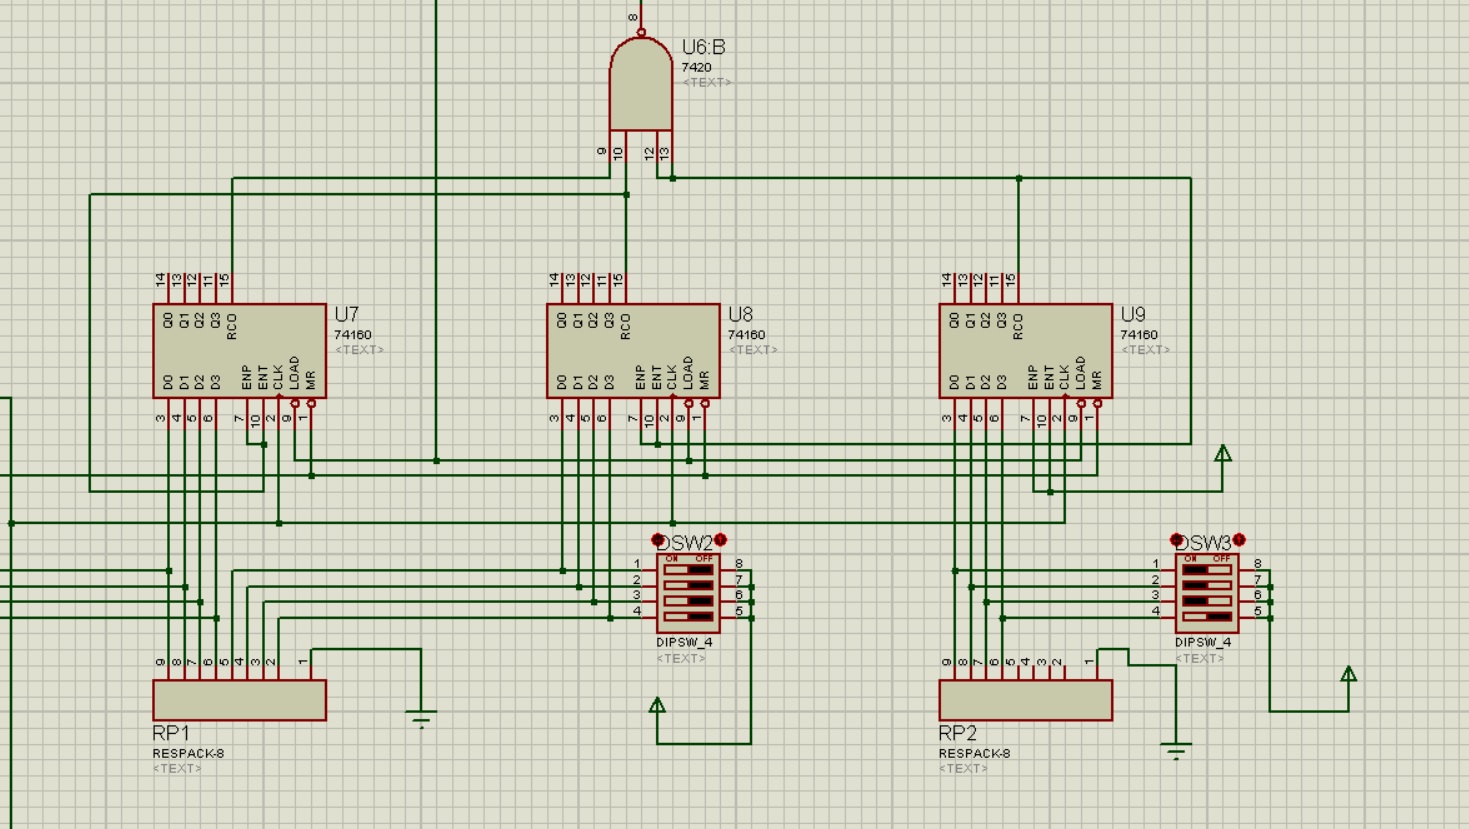 8
U6:B
7420
<TEXT>
9 10 12 13
14 13 12 11 15
14 13 12 11 15
14 13 12 11 15
Q0 Q1 Q2 Q3 RCO
U7
74160
<TEXT>
D0 D1 D2 D3 ENP ENT CLK LOAD MR
3 4 5 6 7 10 2 9 1
Q0 Q1 Q2 Q3 RCO
U8
74160
<TEXT>
D0 D1 D2 D3 ENP ENT CLK LOAD MR
3 4 5 6 7 10 2 9 1
Q0 Q1 Q2 Q3 RCO
U9
74160
<TEXT>
D0 D1 D2 D3 ENP ENT CLK LOAD MR
3 4 5 6 7 10 2 9 1
DSW2
ON OFF
1 8
2 7
3 6
4 5
DIPSW_4
<TEXT>
DSW3
ON OFF
1 8
2 7
3 6
4 5
DIPSW_4
<TEXT>
9 8 7 6 5 4 3 2 1
RP1
RESPACK-8
<TEXT>
9 8 7 6 5 4 3 2 1
RP2
RESPACK-8
<TEXT>